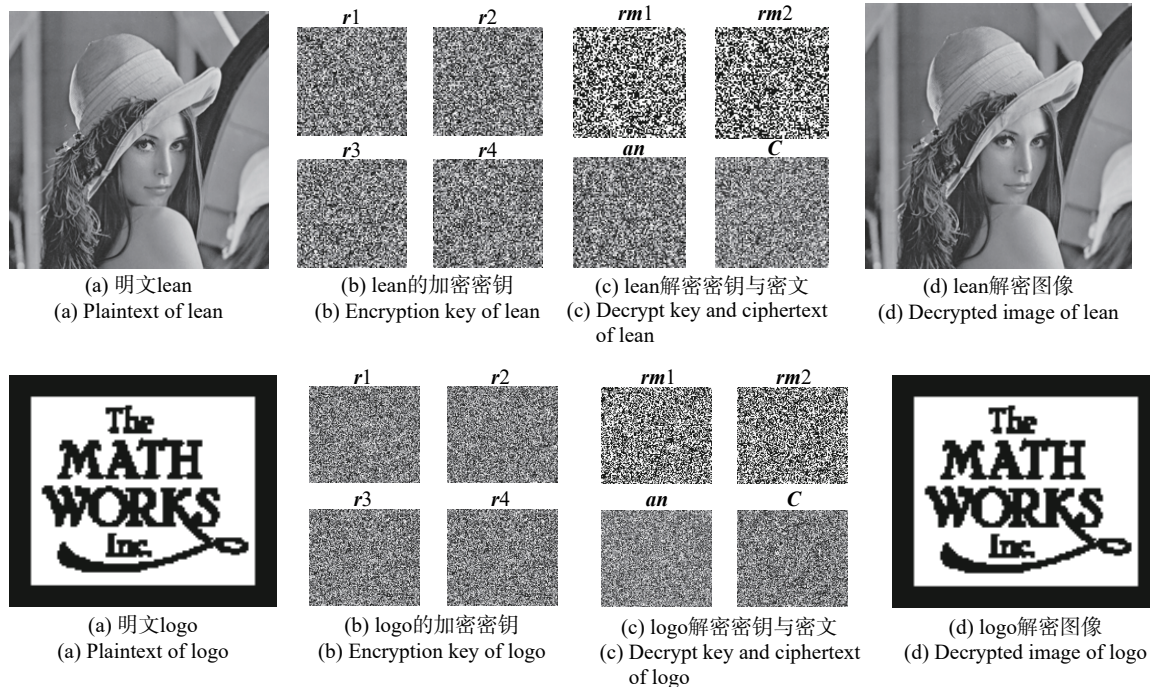 r1 r2 rm1 rm2
r3 r4 an C
(a) 明文lean
(a) Plaintext of lean
(b) lean的加密密钥
(b) Encryption key of lean
(c) lean解密密钥与密文
(c) Decrypt key and ciphertext
of lean
(d) lean解密图像
(d) Decrypted image of lean
r1 r2 rm1 rm2
The
MATH
WORKS
Inc.
r3 r4 an C
The
MATH
WORKS
Inc.
(a) 明文logo
(a) Plaintext of logo
(b) logo的加密密钥
(b) Encryption key of logo
(c) logo解密密钥与密文
(c) Decrypt key and ciphertext
of logo
(d) logo解密图像
(d) Decrypted image of logo